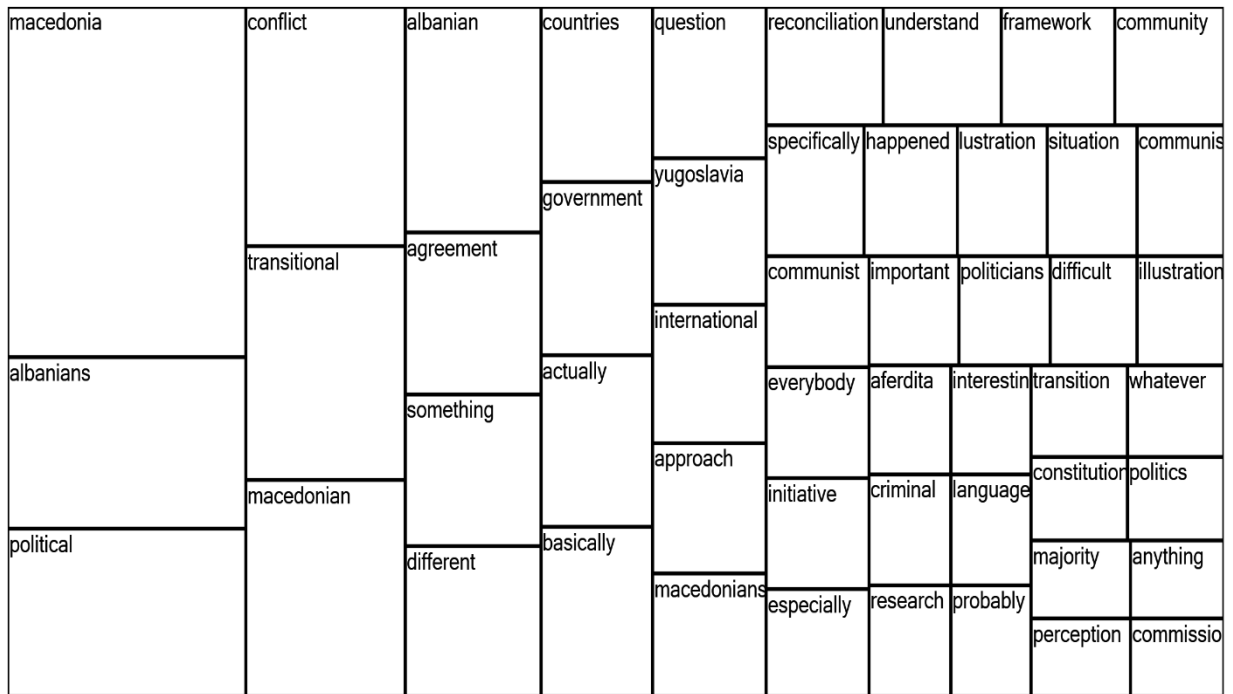 macedonia
albanians
political
conflict
transitional
macedonian
albanian
agreement
something
different
countries
government
actually
basically
question
yugoslavia
international
approach
macedonians
reconciliation
understand
framework
community
specifically
happened
lustration
situation
communis
communist
important
politicians
difficult
illustration
everybody
initiative
especially
aferdita
interestin
criminal
language
research
probably
transition
whatever
constitution
politics
majority
anything
perception
commissio